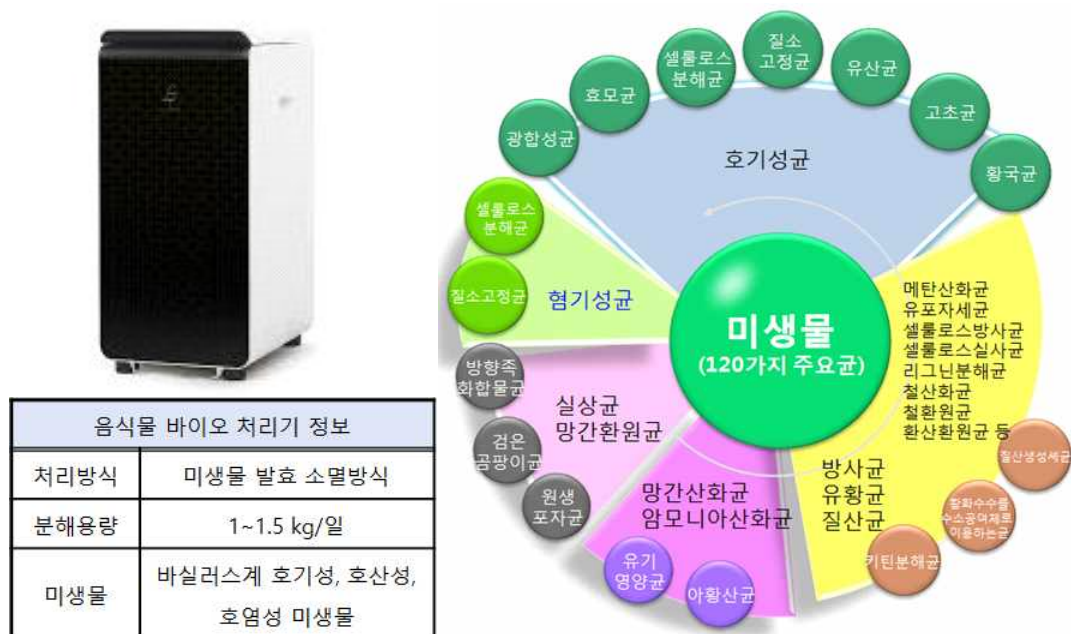 음식물 바이오 처리기 정보
처리방식
미생물 발효 소멸방식
분해용량
1~1.5 kg/일
미생물
바실러스계 호기성, 호산성,
호염성 미생물
광합성균
효모균
셀룰로스
분해균
질소
고정균
유산균
고초균
황국균
호기성균
셀룰로스
분해균
질소고정균
혐기성균
미생물
(120가지 주요균)
메탄산화균
유포자세균
셀룰로스방사균
셀룰로스실사균
리그닌분해균
철산화균
철환원균
환산환원균 등
방향족
화합물균
검은
곰팡이균
원생
포자균
실상균
망간환원균
망간산화균
암모니아산화균
유기
영양균
아황산균
방사균
유황균
질산균
질산생성세균
황화수수를
수소공여제로
이용하는균
키틴분해균